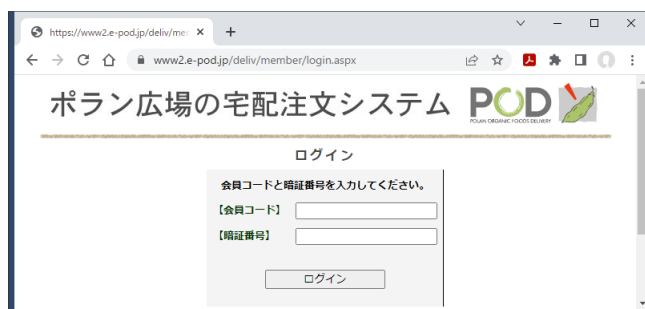 https://www2.e-pod.jp/deliv/mer
www2.e-pod.jp/deliv/member/login.aspx
ポラン広場の宅配注文システム
POD
POLAN ORGANIC FOODS DELIVERY
ログイン
会員コードと暗証番号を入力してください。
【会員コード】
【暗証番号】
ログイン